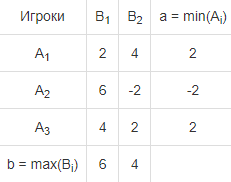 Игроки B₁ B₂ a = min(Aᵢ)
A₁ 2 4 2
A₂ 6 -2 -2
A₃ 4 2 2
b = max(Bᵢ) 6 4